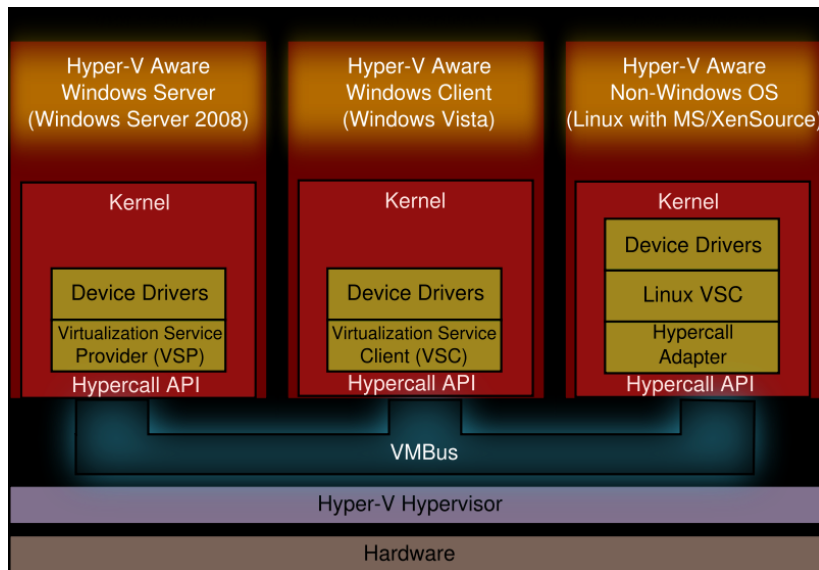 Hyper-V Aware
Windows Server
(Windows Server 2008)
Kernel
Device Drivers
Virtualization Service
Provider (VSP)
Hypercall API
Hyper-V Aware
Windows Client
(Windows Vista)
Kernel
Device Drivers
Virtualization Service
Client (VSC)
Hypercall API
Hyper-V Aware
Non-Windows OS
(Linux with MS/XenSource)
Kernel
Device Drivers
Linux VSC
Hypercall
Adapter
Hypercall API
VMBus
Hyper-V Hypervisor
Hardware